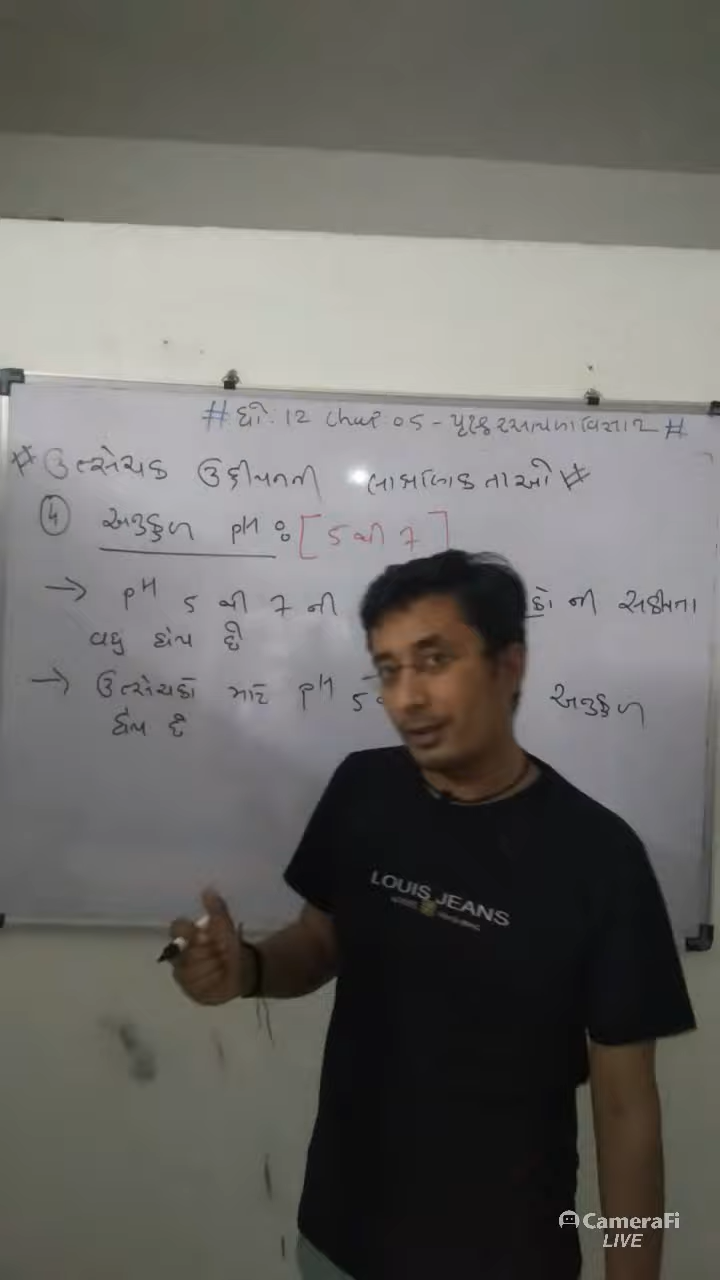 # ધો: 12 Chap: 05 - પૃષ્ઠ રસાયણવિજ્ઞાન #
# ઉત્સેચક ઉદ્દીપનની લાક્ષણિકતાઓ #
④ અનુકૂળ pH : [ 5 થી 7 ]
→ pH 5 થી 7 ની કો ની સક્રિયતા
વધુ હોય છે
→ ઉત્સેચકો માટે pH 5 અનુકૂળ
હોય છે
LOUIS JEANS
CameraFi
LIVE